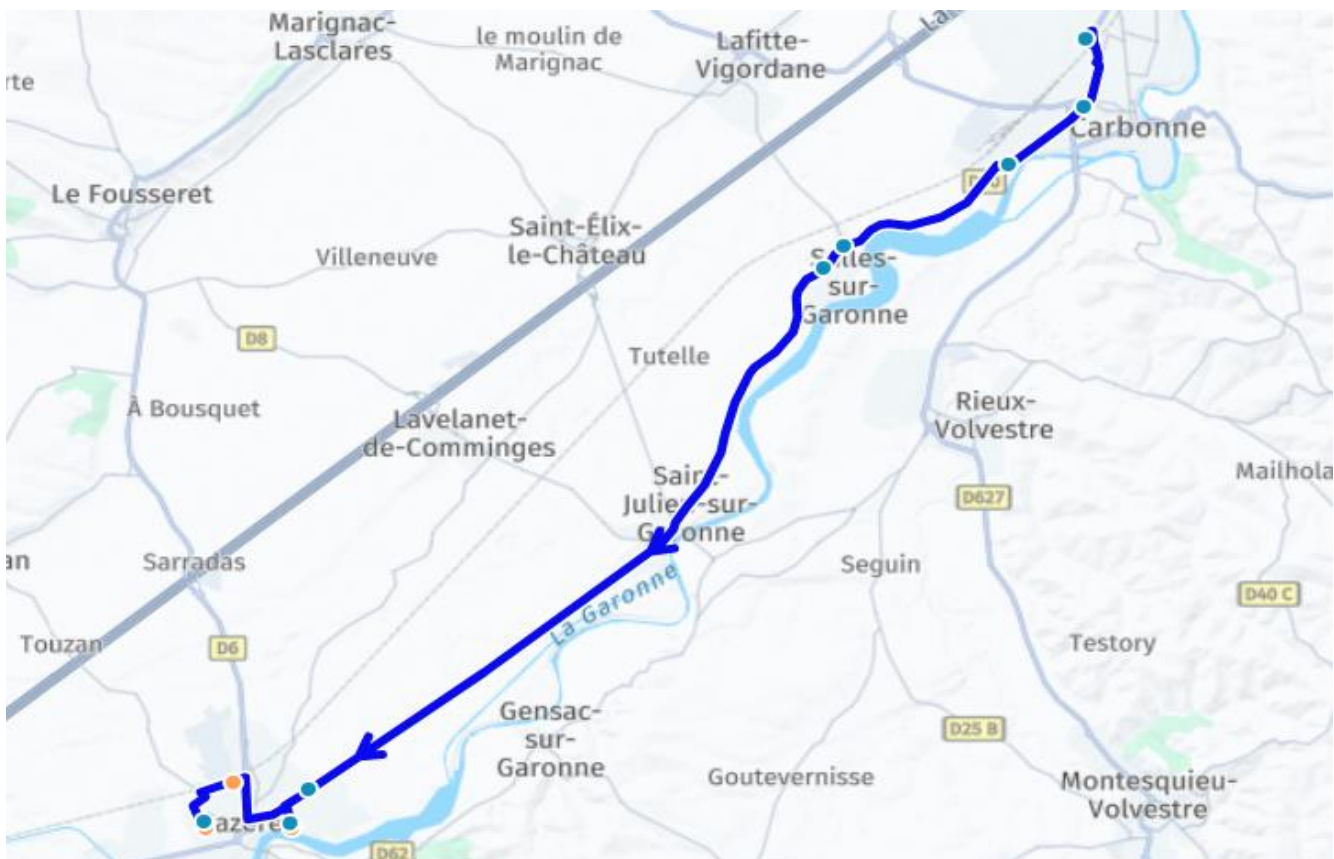 Marignac-
Lasclares
le moulin de
Marignac
Lafitte-
Vigordane
La
Carbonne
Le Fousseret
Saint-Élix-
le-Château
Villeneuve
sur-
Garonne
D8
Tutelle
À Bousquet
Lavelanet-
de-Comminges
Rieux-
Volvestre
Mailhola
D627
Sarradas
Seguin
La Garonne
D40 C
Touzan
D6
Testory
Gensac-
sur-
Garonne
D25 B
Goutevernisse
Montesquieu-
Volvestre
D62